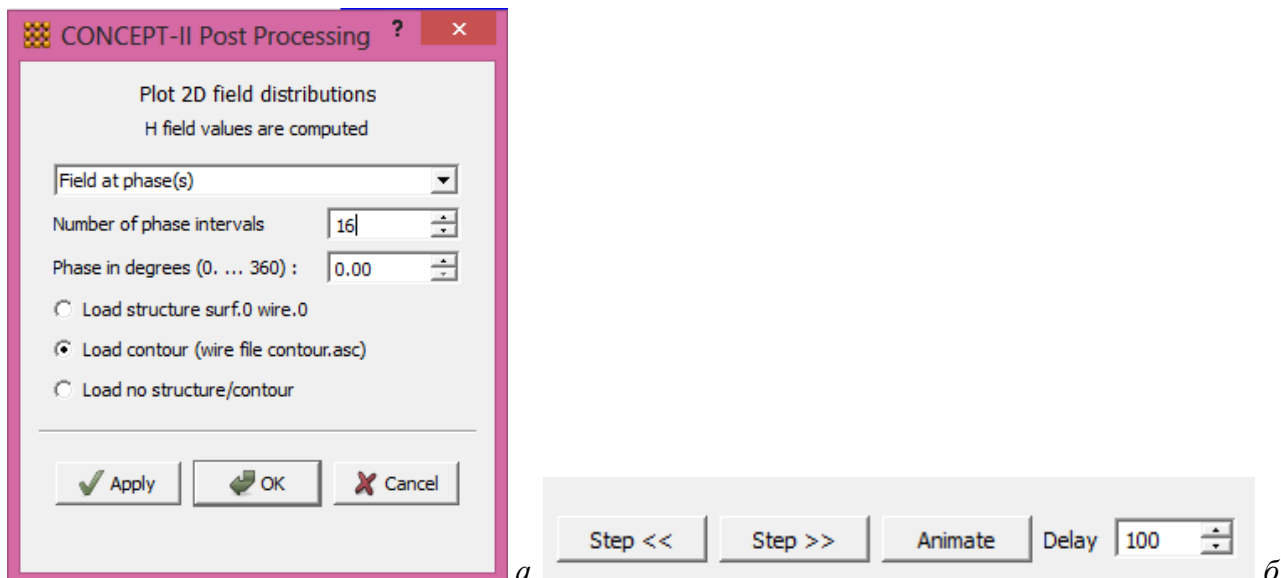 CONCEPT-II Post Processing ? ×
Plot 2D field distributions
H field values are computed
Field at phase(s)
Number of phase intervals 16
Phase in degrees (0. ... 360) : 0.00
Load structure surf.0 wire.0
Load contour (wire file contour.asc)
Load no structure/contour
Apply OK Cancel
а
Step << Step >> Animate Delay 100
б